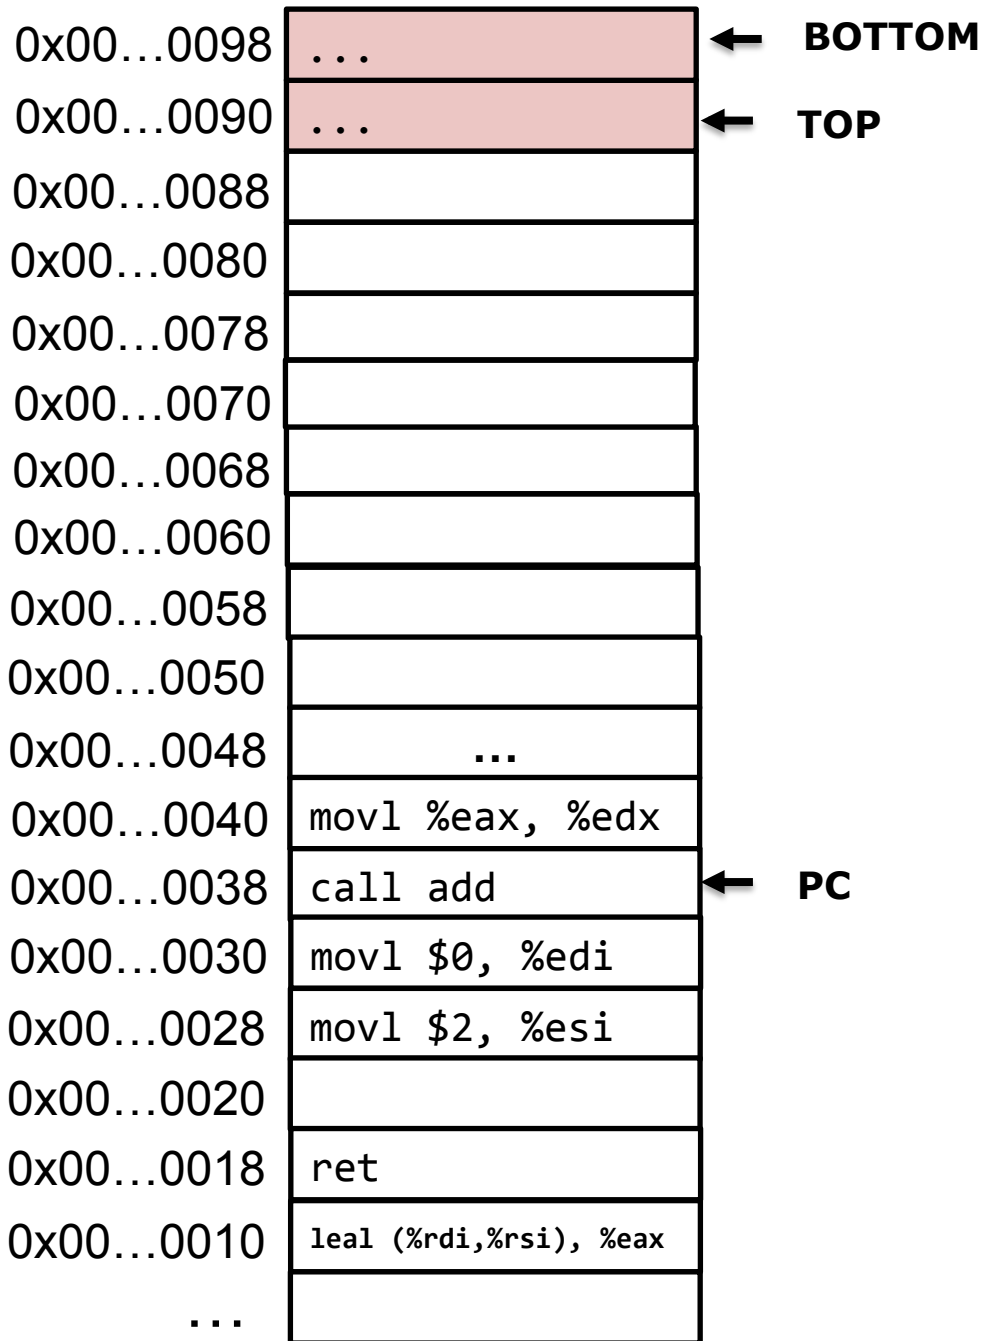 0x00…0098 ... BOTTOM
0x00…0090 ... TOP
0x00…0088
0x00…0080
0x00…0078
0x00…0070
0x00…0068
0x00…0060
0x00…0058
0x00…0050
0x00…0048 ...
0x00…0040 movl %eax, %edx
0x00…0038 call add PC
0x00…0030 movl $0, %edi
0x00…0028 movl $2, %esi
0x00…0020
0x00…0018 ret
0x00…0010 leal (%rdi,%rsi), %eax
...